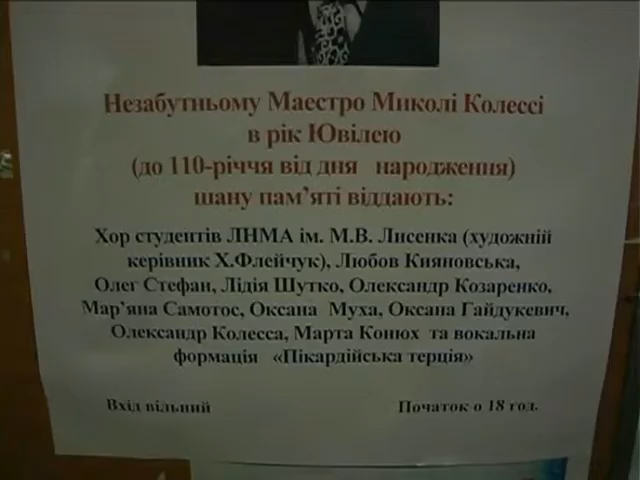 Незабутньому Маестро Миколі Колессі
в рік Ювілею
(до 110-річчя від дня народження)
шану пам’яті віддають:
Хор студентів ЛНМА ім. М.В. Лисенка (художній
керівник Х.Флейчук), Любов Кияновська,
Олег Стефан, Лідія Шутко, Олександр Козаренко,
Мар’яна Самотос, Оксана Муха, Оксана Гайдукевич,
Олександр Колесса, Марта Конюх та вокальна
формація «Пікардійська терція»
Вхід вільний Початок о 18 год.